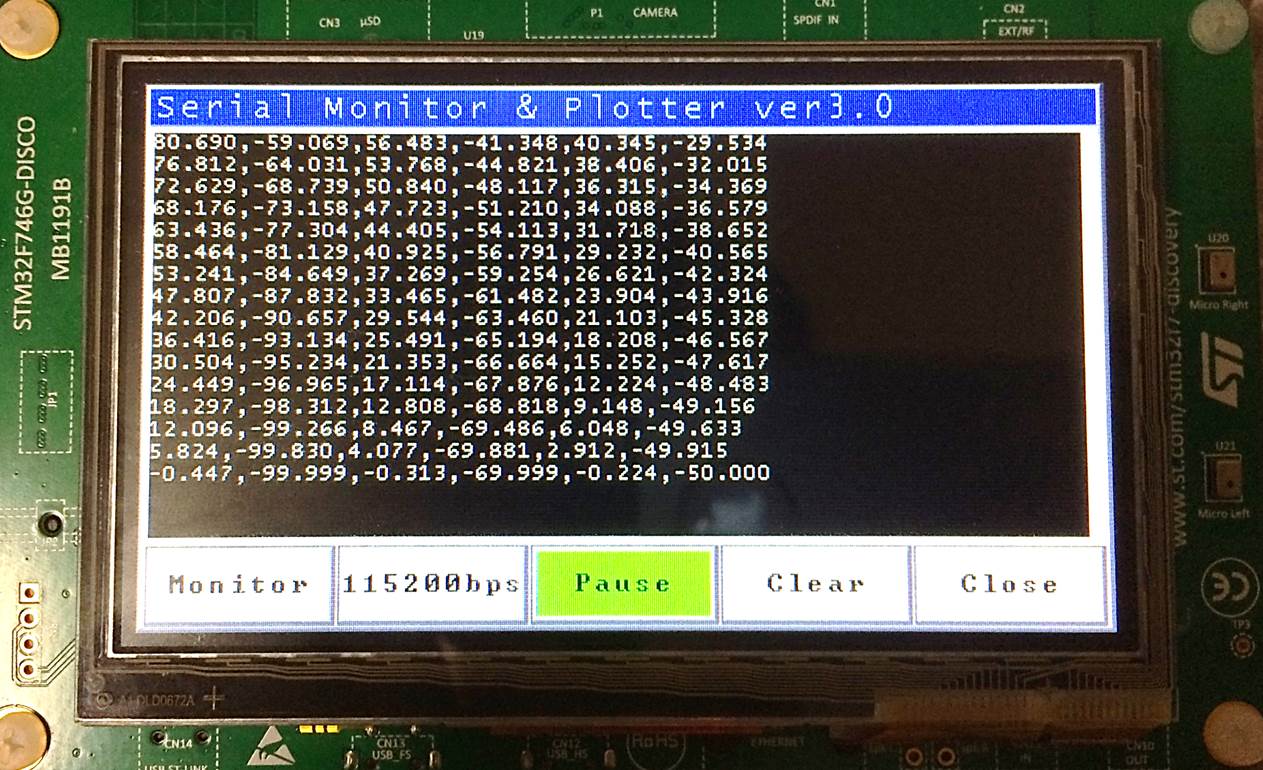 CN3 µSD
U19
P1 CAMERA
CN1
SPDIF IN
CN2
EXT/RF
STM32F746G-DISCO
MB1191B
JP1
Serial Monitor & Plotter ver3.0
80.690,-59.069,56.483,-41.348,40.345,-29.534
76.812,-64.031,53.768,-44.821,38.406,-32.015
72.629,-68.739,50.840,-48.117,36.315,-34.369
68.176,-73.158,47.723,-51.210,34.088,-36.579
63.436,-77.304,44.405,-54.113,31.718,-38.652
58.464,-81.129,40.925,-56.791,29.232,-40.565
53.241,-84.649,37.269,-59.254,26.621,-42.324
47.807,-87.832,33.465,-61.482,23.904,-43.916
42.206,-90.657,29.544,-63.460,21.103,-45.328
36.416,-93.134,25.491,-65.194,18.208,-46.567
30.504,-95.234,21.353,-66.664,15.252,-47.617
24.449,-96.965,17.114,-67.876,12.224,-48.483
18.297,-98.312,12.808,-68.818,9.148,-49.156
12.096,-99.266,8.467,-69.486,6.048,-49.633
5.824,-99.830,4.077,-69.881,2.912,-49.915
-0.447,-99.999,-0.313,-69.999,-0.224,-50.000
Monitor 115200bps Pause Clear Close
www.st.com/stm32f7-discovery
U20
Micro Right
ST
U21
Micro Left
CE
TP3
CN14
USB ST-LINK
CN13
USB_FS
CN12
USB_HS
RoHS
ETHERNET
IN
CN10
OUT